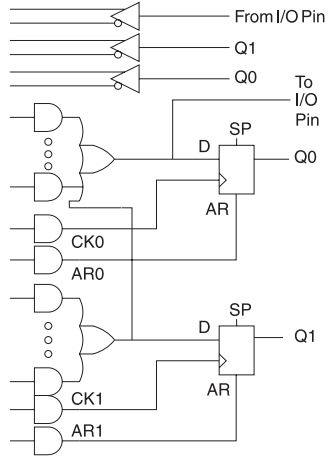 From I/O Pin
Q1
Q0
To
I/O
Pin
SP
D
Q0
AR
CK0
AR0
SP
D
Q1
AR
CK1
AR1